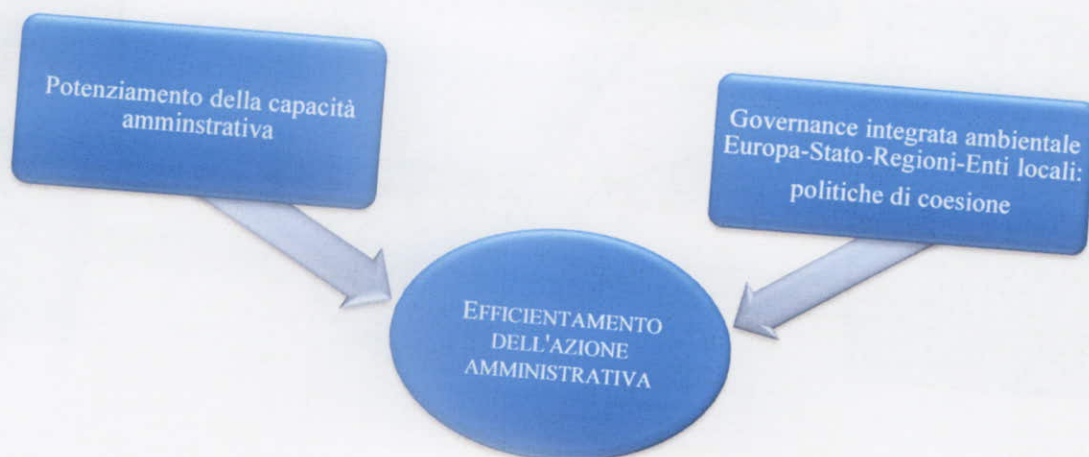 Potenziamento della capacità
amminstrativa
Governance integrata ambientale
Europa-Stato-Regioni-Enti locali:
politiche di coesione
EFFICIENTAMENTO
DELL'AZIONE
AMMINISTRATIVA